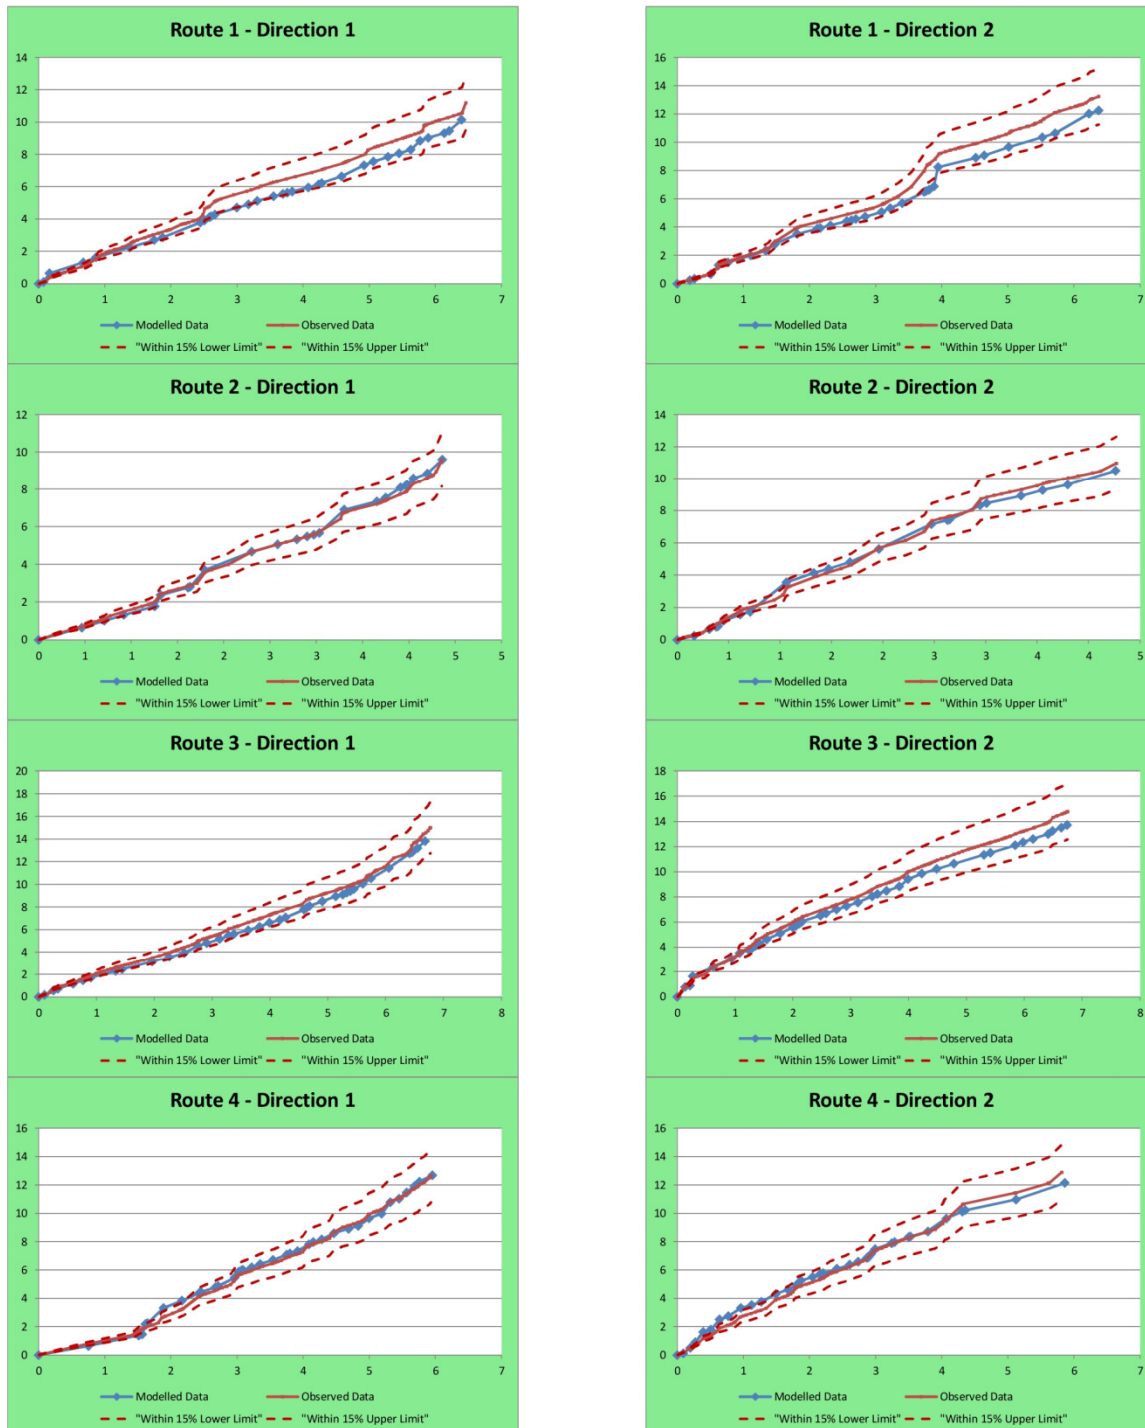 Route 1 - Direction 1
14
12
10
8
6
4
2
0
0 1 2 3 4 5 6 7
Modelled Data Observed Data
"Within 15% Lower Limit" "Within 15% Upper Limit"
Route 1 - Direction 2
16
14
12
10
8
6
4
2
0
0 1 2 3 4 5 6 7
Modelled Data Observed Data
"Within 15% Lower Limit" "Within 15% Upper Limit"
Route 2 - Direction 1
12
10
8
6
4
2
0
0 1 1 2 2 3 3 4 4 5 5
Modelled Data Observed Data
"Within 15% Lower Limit" "Within 15% Upper Limit"
Route 2 - Direction 2
14
12
10
8
6
4
2
0
0 1 1 2 2 3 3 4 4 5
Modelled Data Observed Data
"Within 15% Lower Limit" "Within 15% Upper Limit"
Route 3 - Direction 1
20
18
16
14
12
10
8
6
4
2
0
0 1 2 3 4 5 6 7 8
Modelled Data Observed Data
"Within 15% Lower Limit" "Within 15% Upper Limit"
Route 3 - Direction 2
18
16
14
12
10
8
6
4
2
0
0 1 2 3 4 5 6 7 8
Modelled Data Observed Data
"Within 15% Lower Limit" "Within 15% Upper Limit"
Route 4 - Direction 1
16
14
12
10
8
6
4
2
0
0 1 2 3 4 5 6 7
Modelled Data Observed Data
"Within 15% Lower Limit" "Within 15% Upper Limit"
Route 4 - Direction 2
16
14
12
10
8
6
4
2
0
0 1 2 3 4 5 6 7
Modelled Data Observed Data
"Within 15% Lower Limit" "Within 15% Upper Limit"